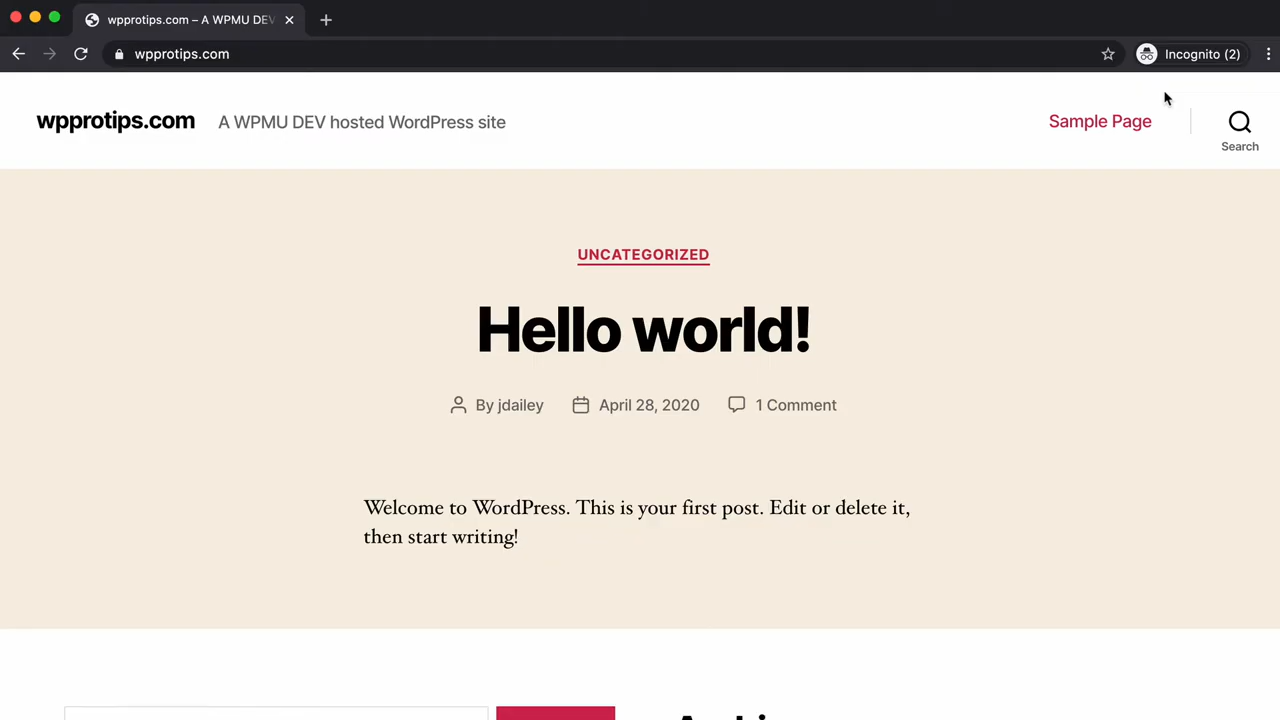 wpprotips.com – A WPMU DEV
wpprotips.com
Incognito (2)
wpprotips.com
A WPMU DEV hosted WordPress site
Sample Page
Search
UNCATEGORIZED
Hello world!
By jdailey
April 28, 2020
1 Comment
Welcome to WordPress. This is your first post. Edit or delete it,
then start writing!